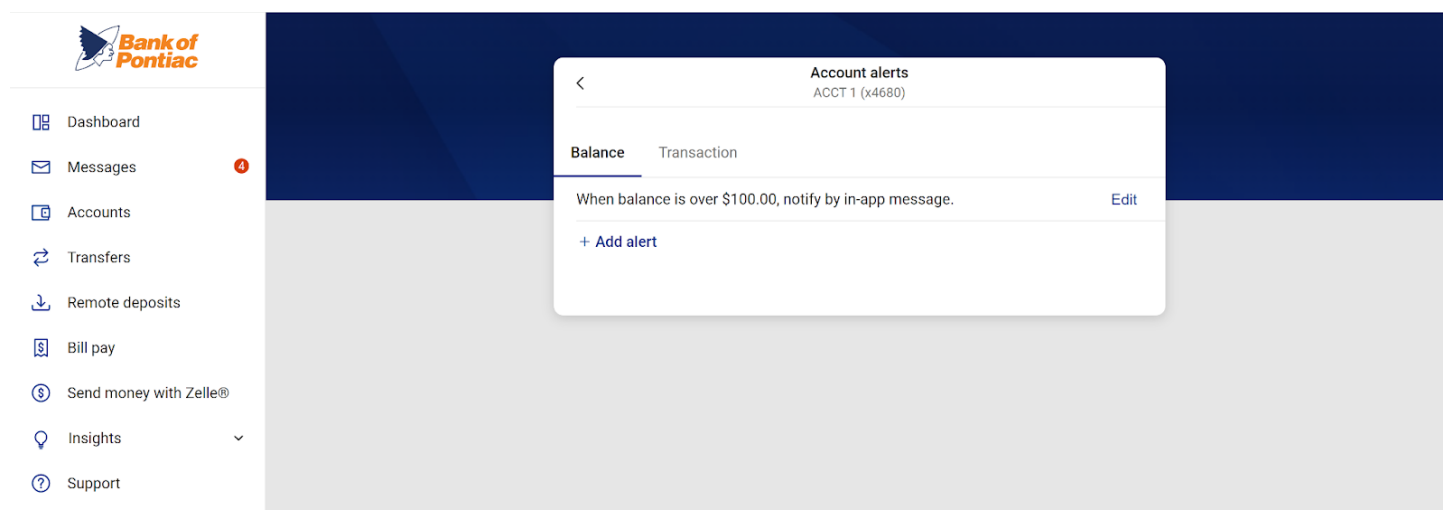 Bank of
Pontiac
Dashboard
Messages 4
Accounts
Transfers
Remote deposits
Bill pay
Send money with Zelle®
Insights
Support
Account alerts
ACCT 1 (x4680)
Balance Transaction
When balance is over $100.00, notify by in-app message. Edit
+ Add alert